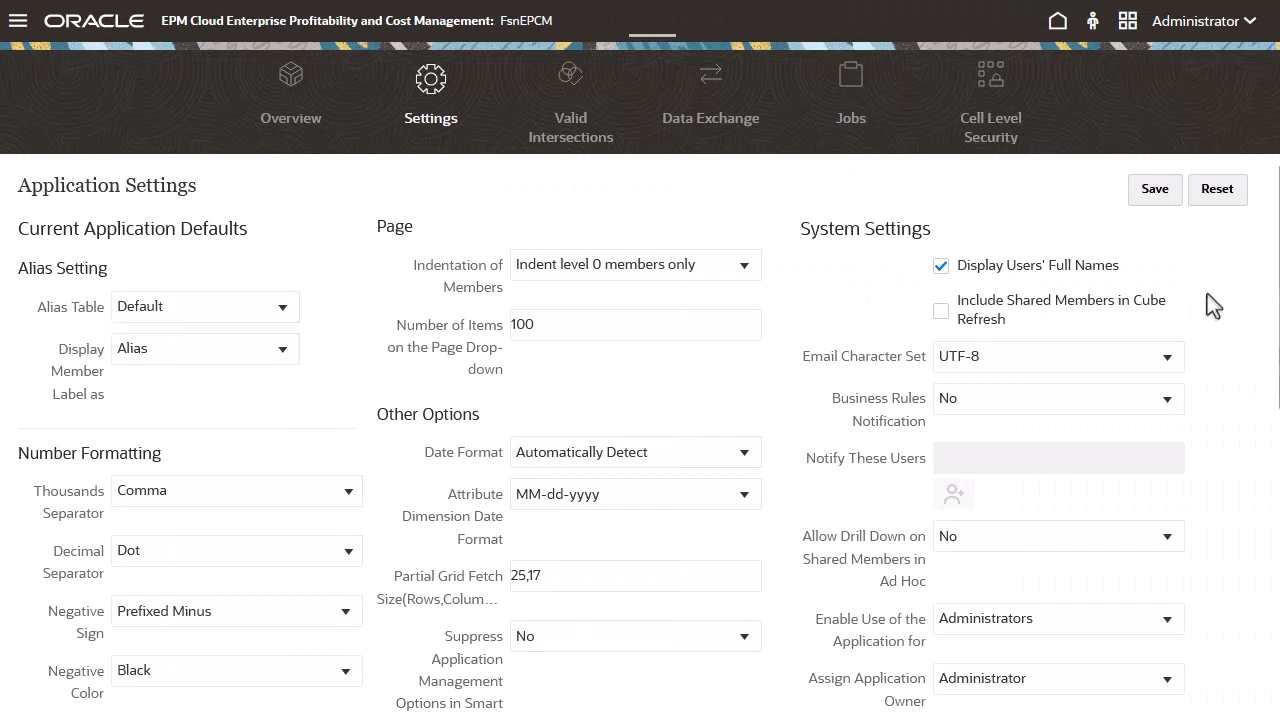 ORACLE EPM Cloud Enterprise Profitability and Cost Management: FsnEPCM Administrator
Overview
Settings
Valid
Intersections
Data Exchange
Jobs
Cell Level
Security
Application Settings
Save
Reset
Current Application Defaults
Alias Setting
Alias Table Default
Display
Member
Label as
Alias
Number Formatting
Thousands
Separator
Comma
Decimal
Separator
Dot
Negative
Sign
Prefixed Minus
Negative
Color
Black
Page
Indentation of
Members
Indent level 0 members only
Number of Items
on the Page Drop-
down
100
Other Options
Date Format Automatically Detect
Attribute
Dimension Date
Format
MM-dd-yyyy
Partial Grid Fetch
Size(Rows,Colum...
25,17
Suppress
Application
Management
Options in Smart
No
System Settings
Display Users' Full Names
Include Shared Members in Cube
Refresh
Email Character Set UTF-8
Business Rules
Notification
No
Notify These Users
Allow Drill Down on
Shared Members in
Ad Hoc
No
Enable Use of the
Application for
Administrators
Assign Application
Owner
Administrator